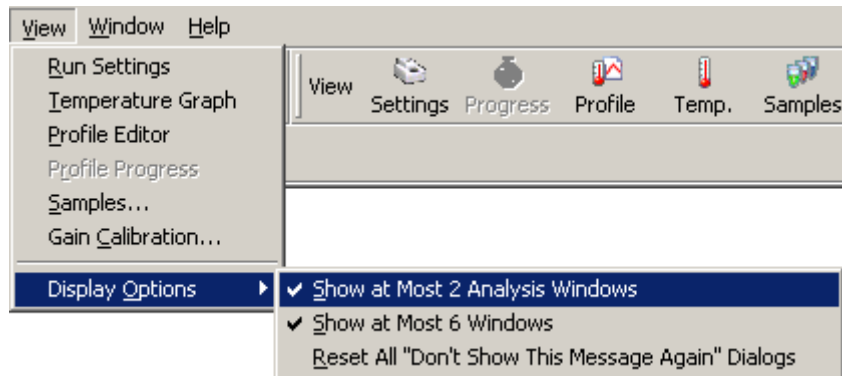 View Window Help
Run Settings
Temperature Graph
Profile Editor
Profile Progress
Samples...
Gain Calibration...
Display Options
View Settings Progress Profile Temp. Samples
Show at Most 2 Analysis Windows
Show at Most 6 Windows
Reset All "Don't Show This Message Again" Dialogs